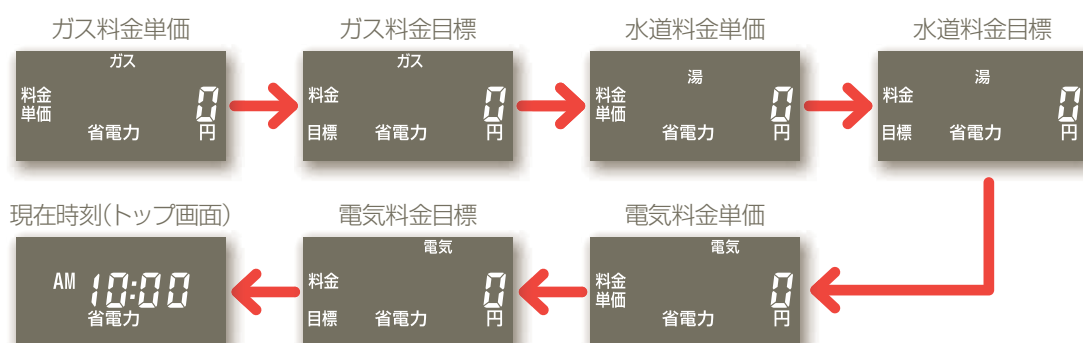 ガス料金単価
ガス
料金
単価
0
省電力
円
ガス料金目標
ガス
料金
0
目標
省電力
円
水道料金単価
湯
料金
単価
0
省電力
円
水道料金目標
湯
料金
0
目標
省電力
円
電気料金単価
電気
料金
単価
0
省電力
円
電気料金目標
電気
料金
0
目標
省電力
円
現在時刻(トップ画面)
AM 10:00
省電力